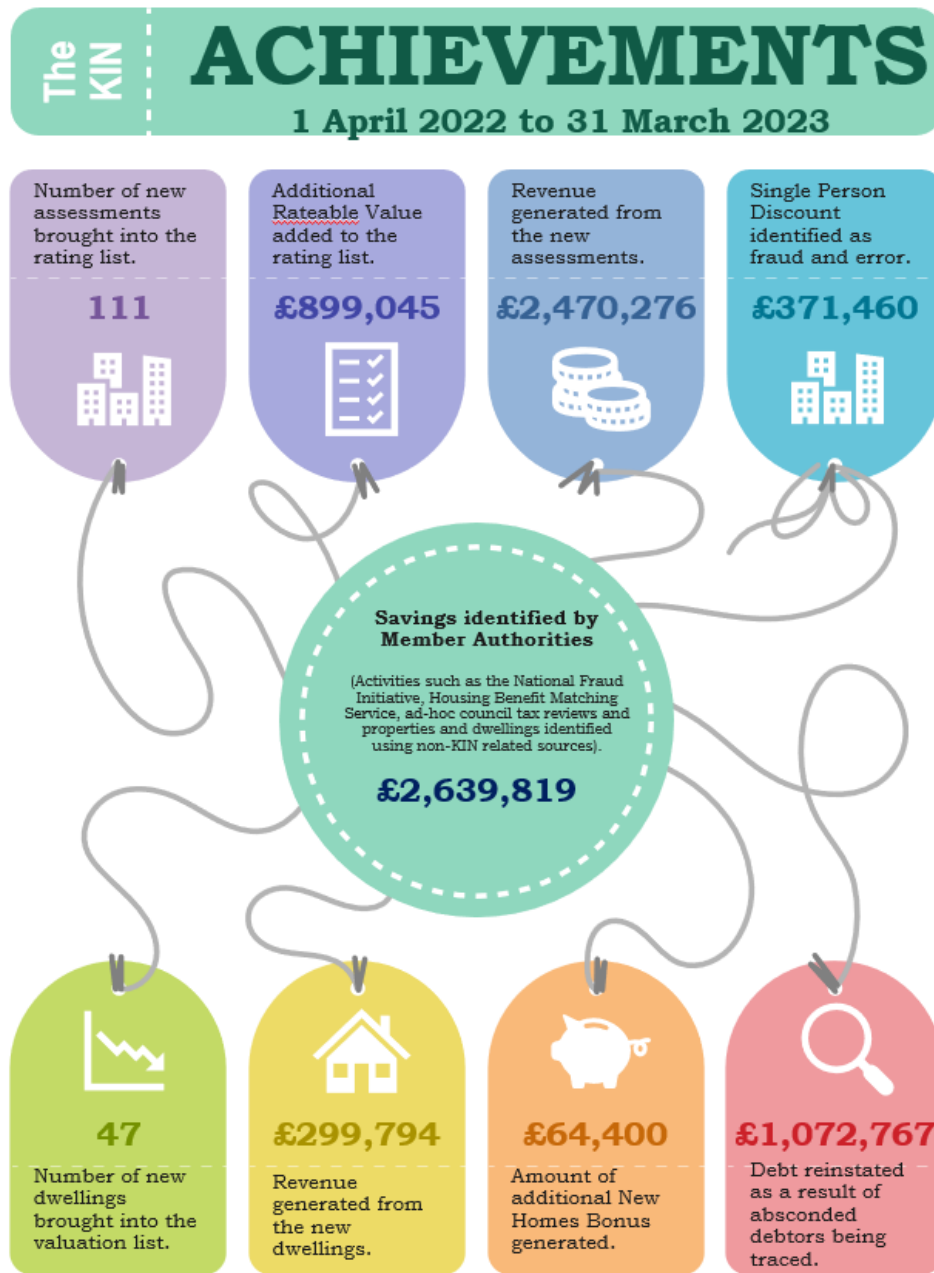 The
KIN
ACHIEVEMENTS
1 April 2022 to 31 March 2023
Number of new
assessments
brought into the
rating list.
111
Additional
Rateable Value
added to the
rating list.
£899,045
Revenue
generated from
the new
assessments.
£2,470,276
Single Person
Discount
identified as
fraud and error.
£371,460
Savings identified by
Member Authorities
(Activities such as the National Fraud
Initiative, Housing Benefit Matching
Service, ad-hoc council tax reviews and
properties and dwellings identified
using non-KIN related sources).
£2,639,819
47
Number of new
dwellings
brought into the
valuation list.
£299,794
Revenue
generated from
the new
dwellings.
£64,400
Amount of
additional New
Homes Bonus
generated.
£1,072,767
Debt reinstated
as a result of
absconded
debtors being
traced.